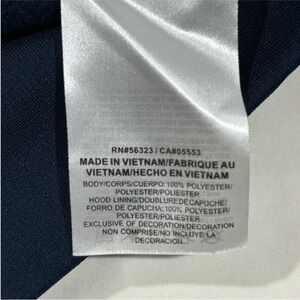 RN#56323 / CA#05553
MADE IN VIETNAM/FABRIQUE AU
VIETNAM/HECHO EN VIETNAM
BODY/CORPS/CUERPO: 100% POLYESTER/
POLYESTER/POLIESTER
HOOD LINING/DOUBLURE DE CAPUCHE/
FORRO DE CAPUCHA: 100% POLYESTER/
POLYESTER/POLIESTER.
EXCLUSIVE OF DECORATION/DECORATION
NON COMPRISE/NO INCLUYE LA
DECORACION.